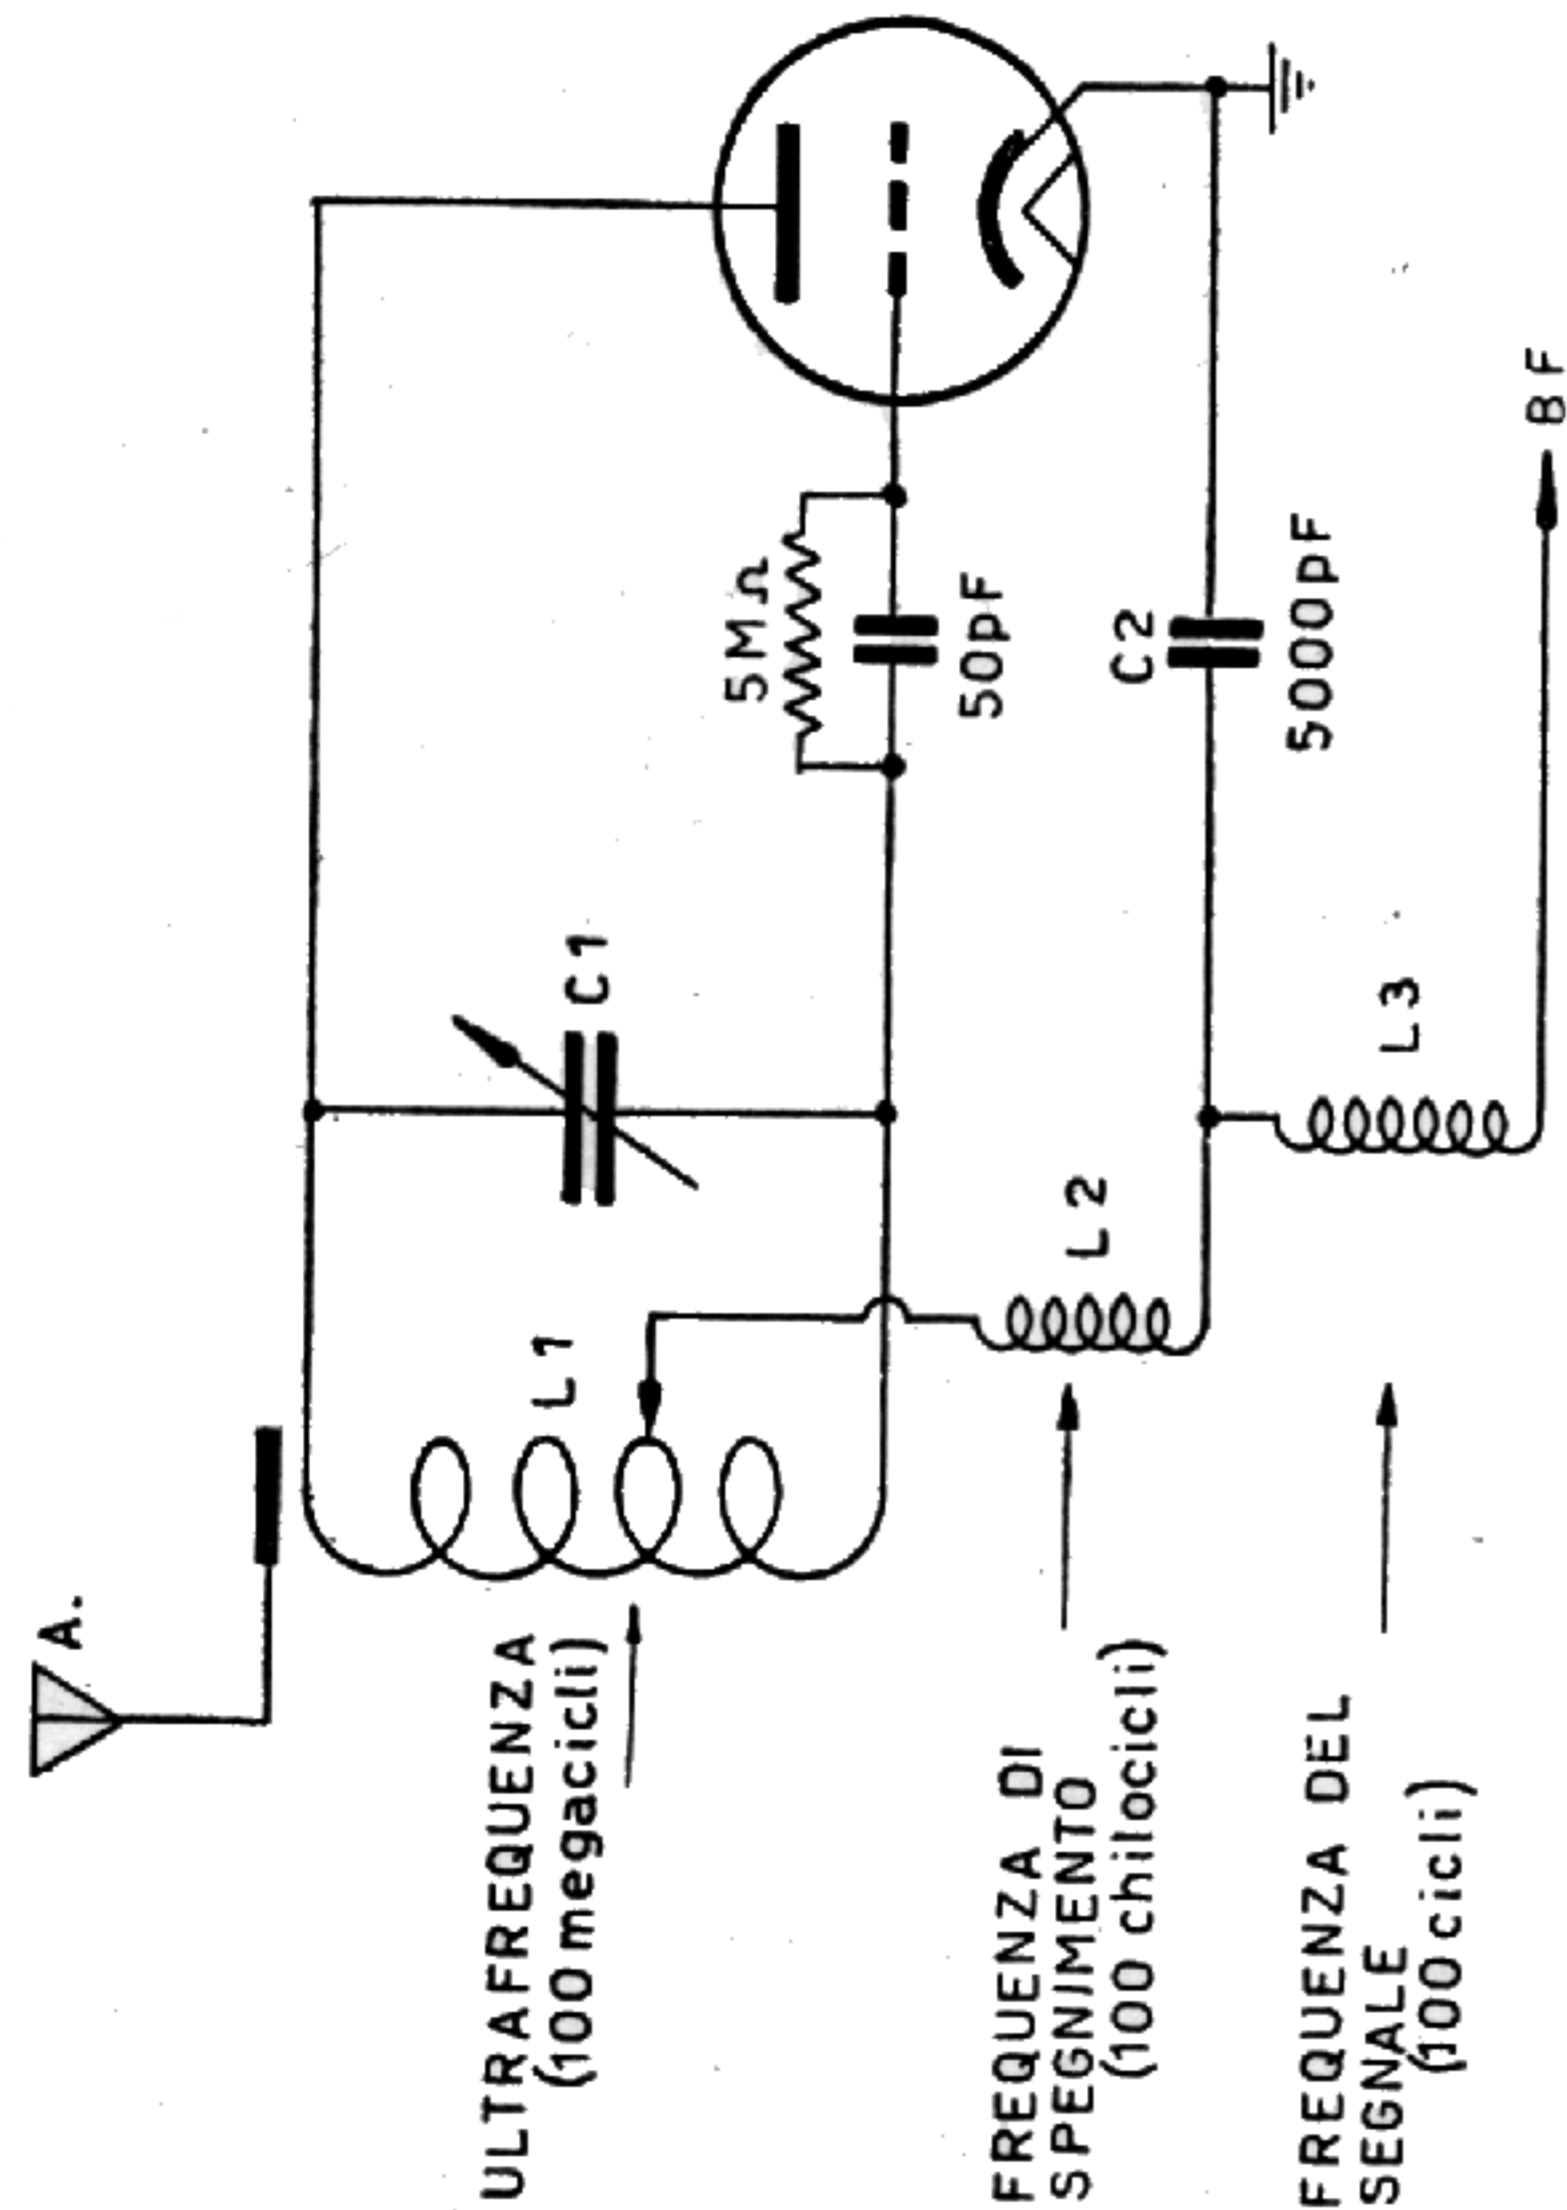 A.
ULTRAFREQUENZA
(100 megacicli)
L1
C1
5MΩ
50pF
FREQUENZA DI
SPEGNIMENTO
(100 chilocicli)
L2
C2
5000pF
FREQUENZA DEL
SEGNALE
(100 cicli)
L3
BF